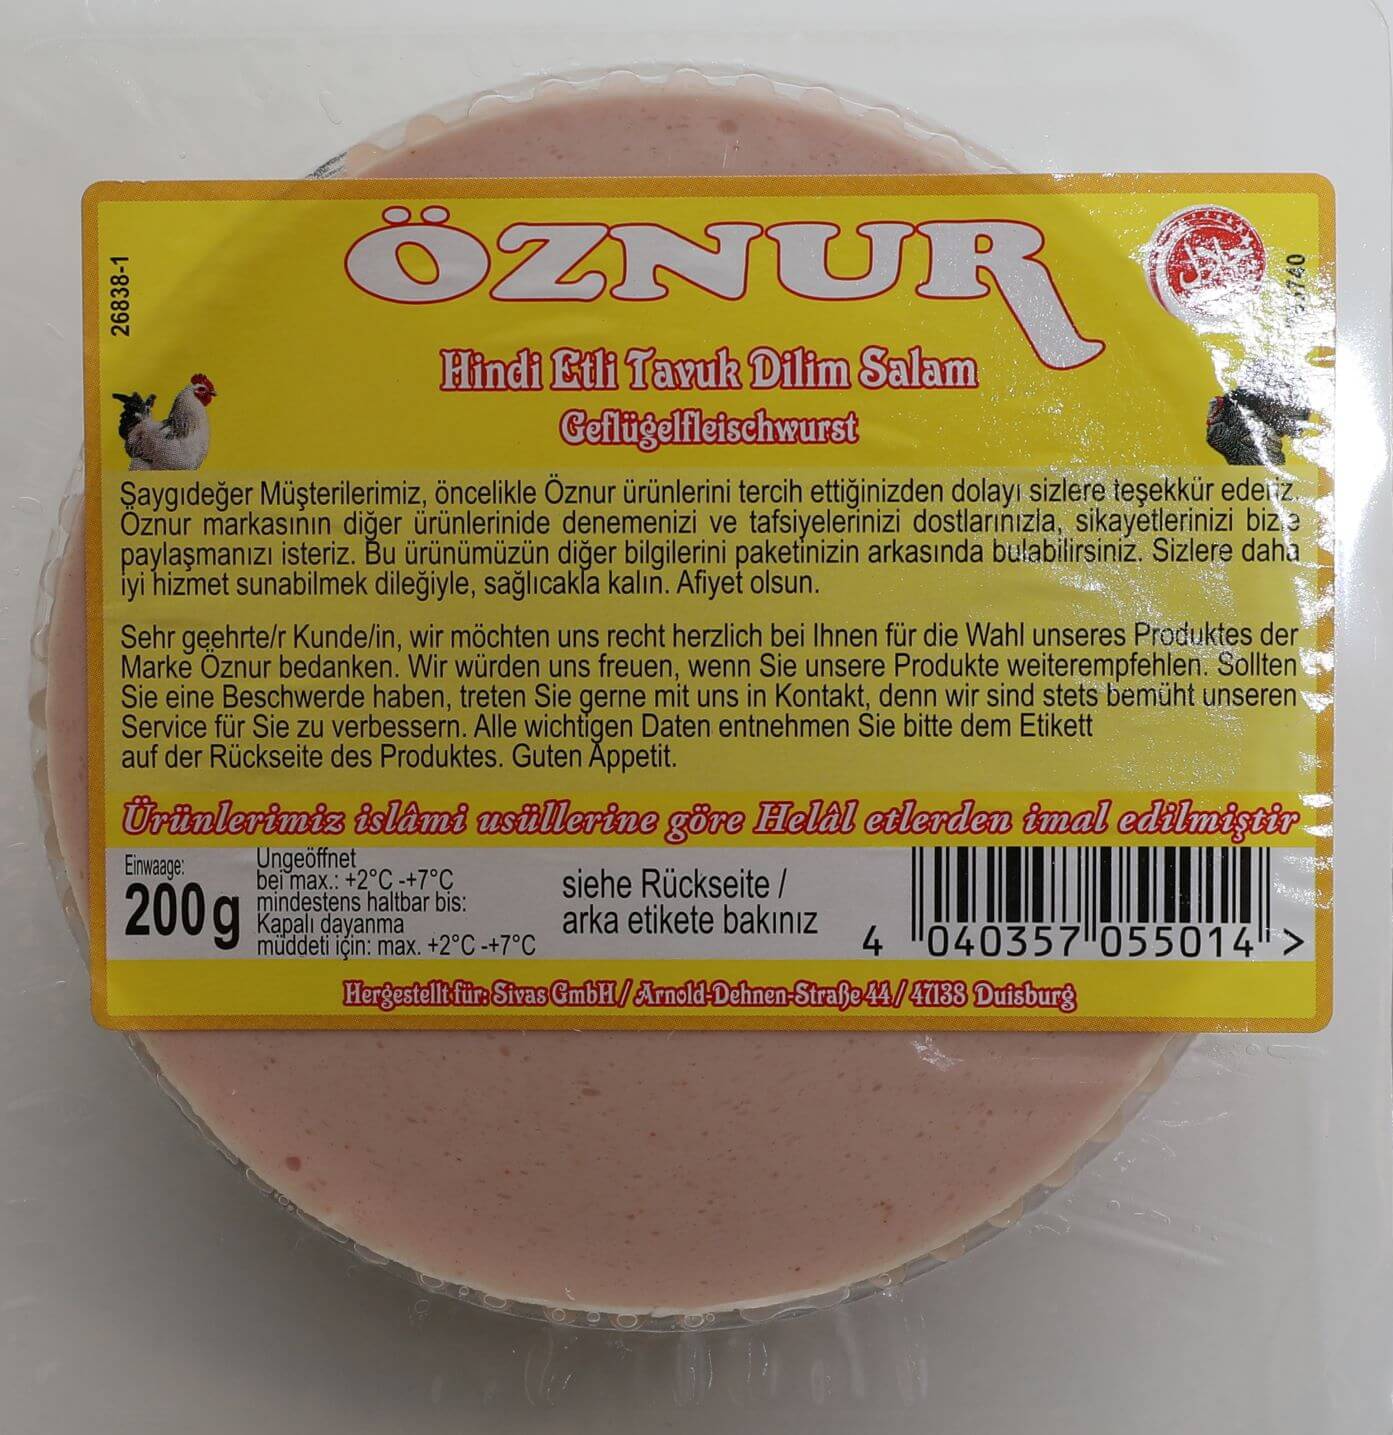 ÖZNUR
26838-1
Hindi Etli Tavuk Dilim Salam
Geflügelfleischwurst
Saygıdeğer Müşterilerimiz, öncelikle Öznur ürünlerini tercih ettiğinizden dolayı sizlere teşekkür ederiz.
Öznur markasının diğer ürünlerinide denemenizi ve tafsiyelerinizi dostlarınızla, sikayetlerinizi bizle
paylaşmanızı isteriz. Bu ürünümüzün diğer bilgilerini paketinizin arkasında bulabilirsiniz. Sizlere daha
iyi hizmet sunabilmek dileğiyle, sağlıcakla kalın. Afiyet olsun.
Sehr geehrte/r Kunde/in, wir möchten uns recht herzlich bei Ihnen für die Wahl unseres Produktes der
Marke Öznur bedanken. Wir würden uns freuen, wenn Sie unsere Produkte weiterempfehlen. Sollten
Sie eine Beschwerde haben, treten Sie gerne mit uns in Kontakt, denn wir sind stets bemüht unseren
Service für Sie zu verbessern. Alle wichtigen Daten entnehmen Sie bitte dem Etikett
auf der Rückseite des Produktes. Guten Appetit.
Ürünlerimiz islâmi usüllerine göre Helâl etlerden imal edilmiştir
Einwaage:
200 g
Ungeöffnet
bei max.: +2°C -+7°C
mindestens haltbar bis:
Kapalı dayanma
müddeti için: max. +2°C -+7°C
siehe Rückseite /
arka etikete bakınız
4 040357 055014 >
Hergestellt für: Sivas GmbH / Arnold-Dehnen-Straße 44 / 47138 Duisburg